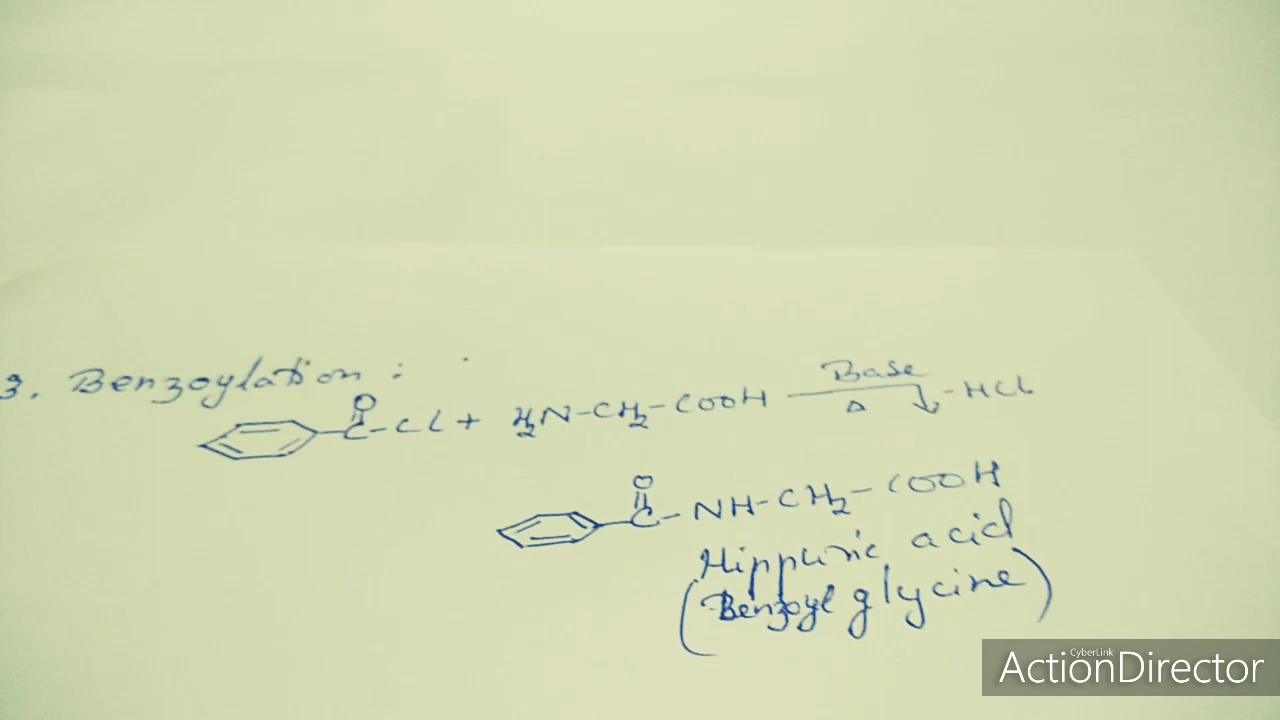 3. Benzoylation :
O
C - Cl + H2N-CH2-COOH Base Δ -HCl
O
C - NH-CH2-COOH
Hippuric acid
(Benzoyl glycine)
CyberLink
ActionDirector